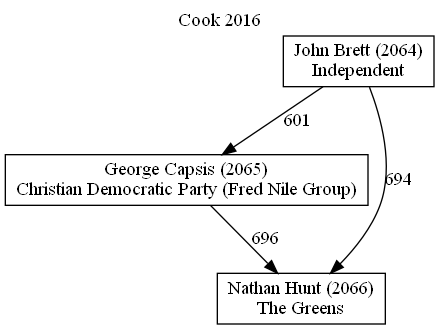 Cook 2016
John Brett (2064)
Independent
601
George Capsis (2065)
Christian Democratic Party (Fred Nile Group)
694
696
Nathan Hunt (2066)
The Greens